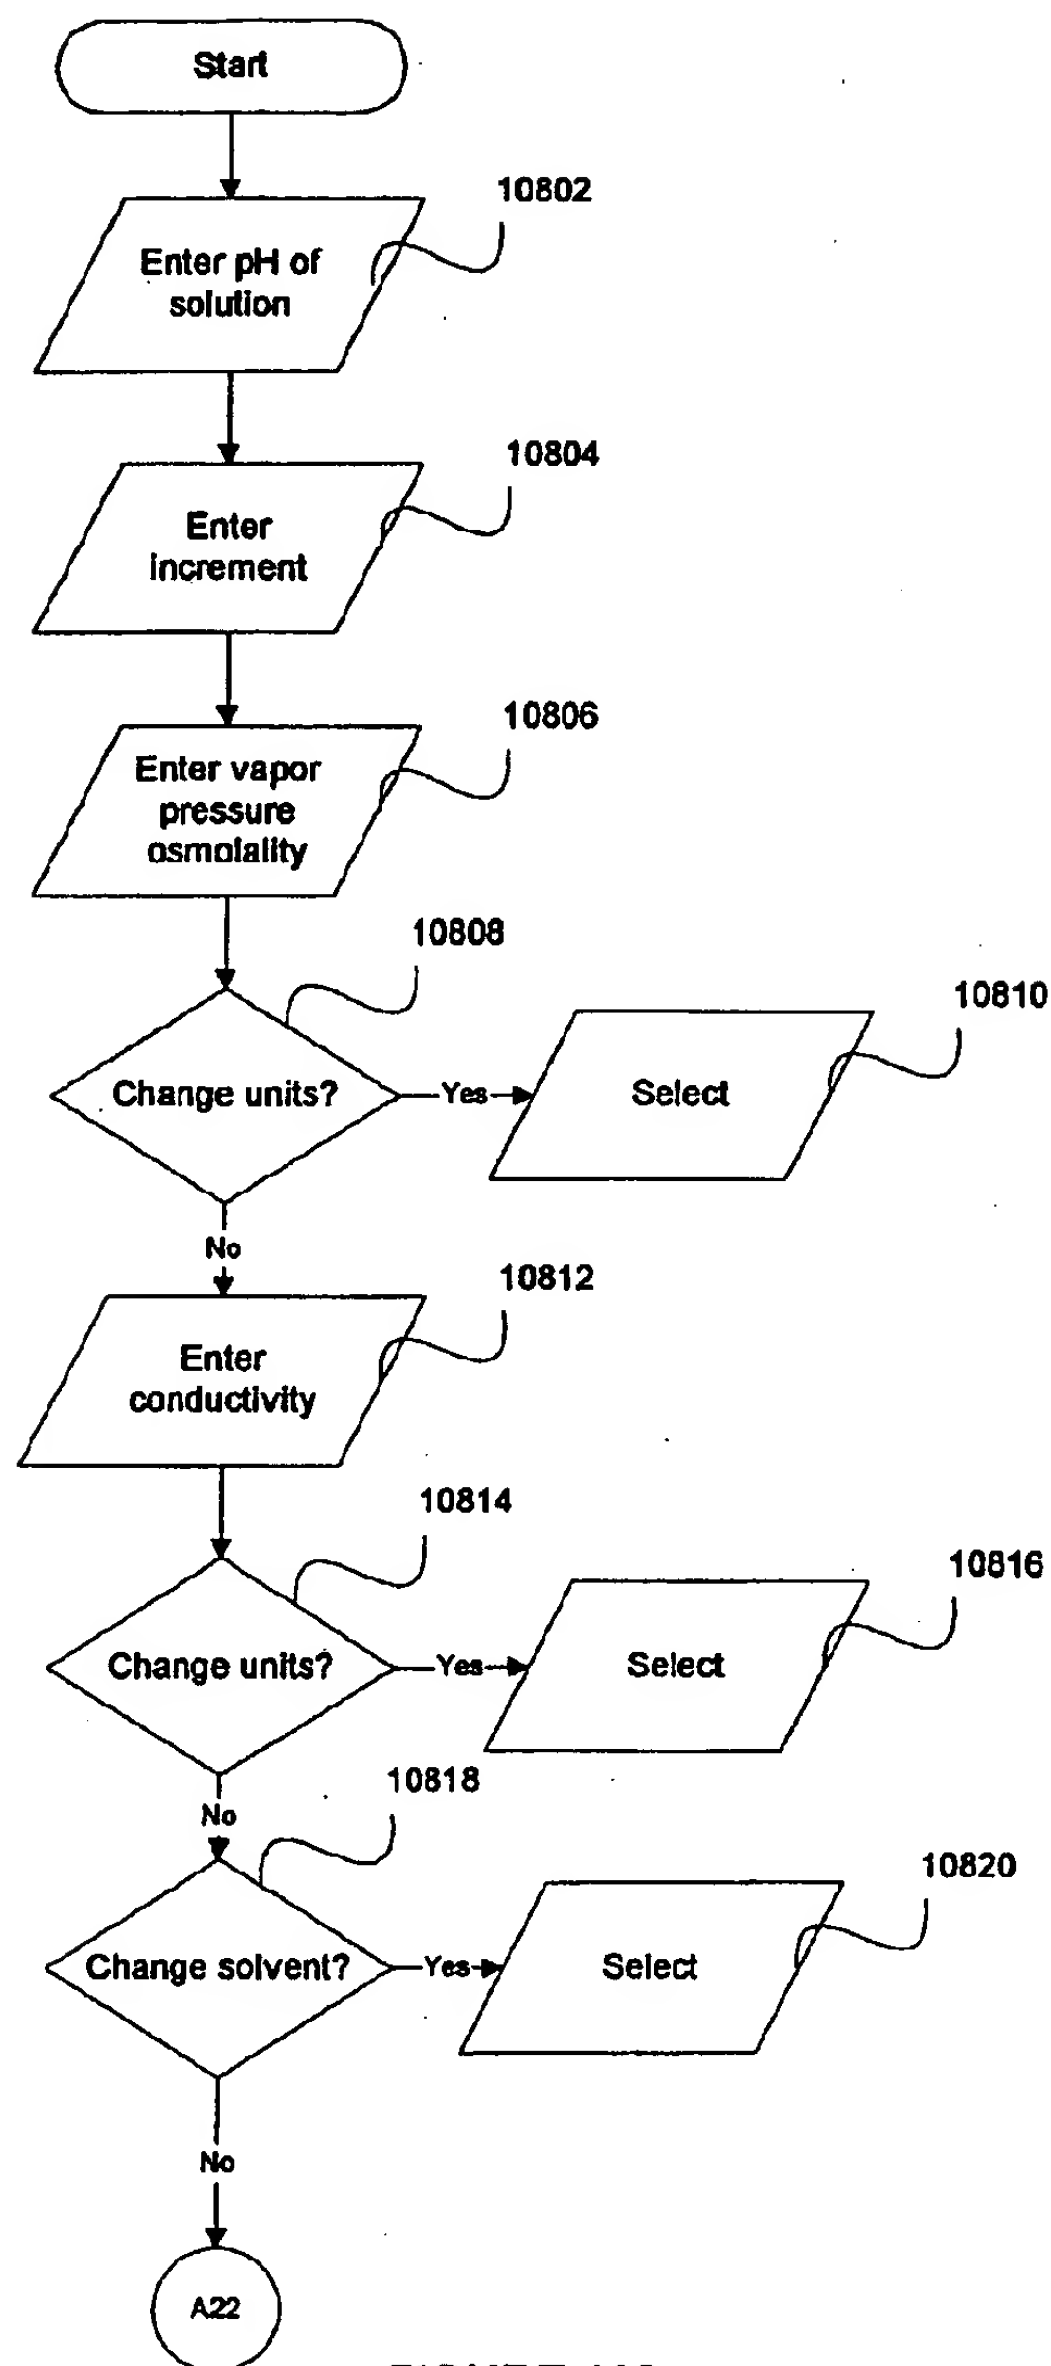 Start
10802
Enter pH of
solution
10804
Enter
increment
10806
Enter vapor
pressure
osmolality
10808
Change units?
Yes
10810
Select
No
10812
Enter
conductivity
10814
Change units?
Yes
10816
Select
No
10818
Change solvent?
Yes
10820
Select
No
A22